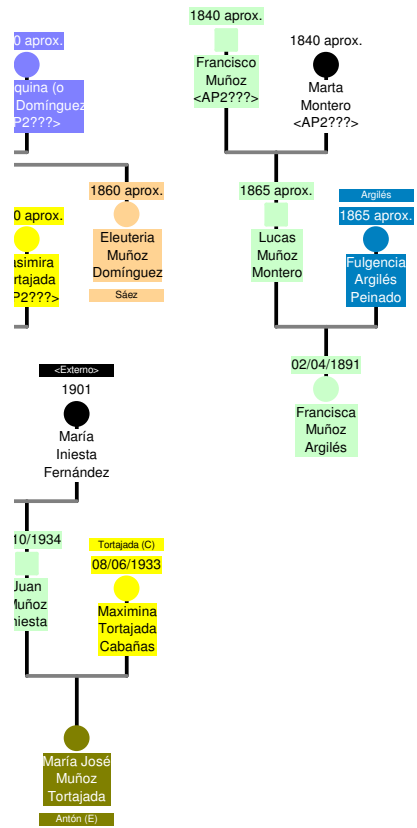 0 aprox.
quina (o
Domínguez
P2???>
1840 aprox.
Francisco
Muñoz
<AP2???>
1840 aprox.
Marta
Montero
<AP2???>
1860 aprox.
Eleuteria
Muñoz
Domínguez
Sáez
0 aprox.
asimira
rtajada
P2???>
1865 aprox.
Lucas
Muñoz
Montero
Argilés
1865 aprox.
Fulgencia
Argilés
Peinado
02/04/1891
Francisca
Muñoz
Argilés
<Externo>
1901
María
Iniesta
Fernández
10/1934
Juan
Muñoz
niesta
Tortajada (C)
08/06/1933
Maximina
Tortajada
Cabañas
María José
Muñoz
Tortajada
Antón (E)